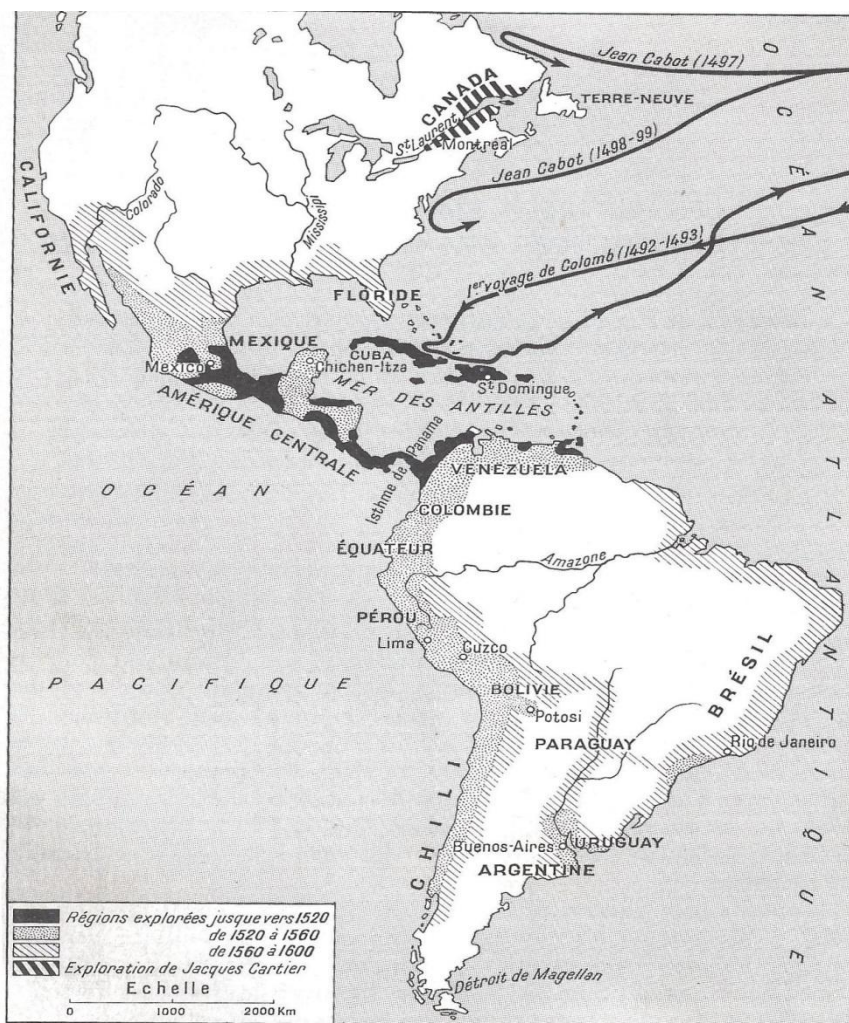 Jean Cabot (1497)
CANADA
TERRE-NEUVE
St Laurent
Montréal
Jean Cabot (1498-99)
OCÉAN ATLANTIQUE
CALIFORNIE
Colorado
Mississipi
1er voyage de Colomb (1492-1493)
FLORIDE
MEXIQUE
CUBA
Mexico
Chichen-Itza
St Domingue
MER DES ANTILLES
AMÉRIQUE CENTRALE
Isthme de Panama
VENEZUELA
OCÉAN
COLOMBIE
ÉQUATEUR
Amazone
PÉROU
Lima
Cuzco
PACIFIQUE
BRÉSIL
BOLIVIE
Potosi
PARAGUAY
Rio de Janeiro
CHILI
Buenos-Aires
URUGUAY
ARGENTINE
Régions explorées jusque vers 1520
de 1520 à 1560
de 1560 à 1600
Exploration de Jacques Cartier
Echelle
0 1000 2000 Km
Détroit de Magellan